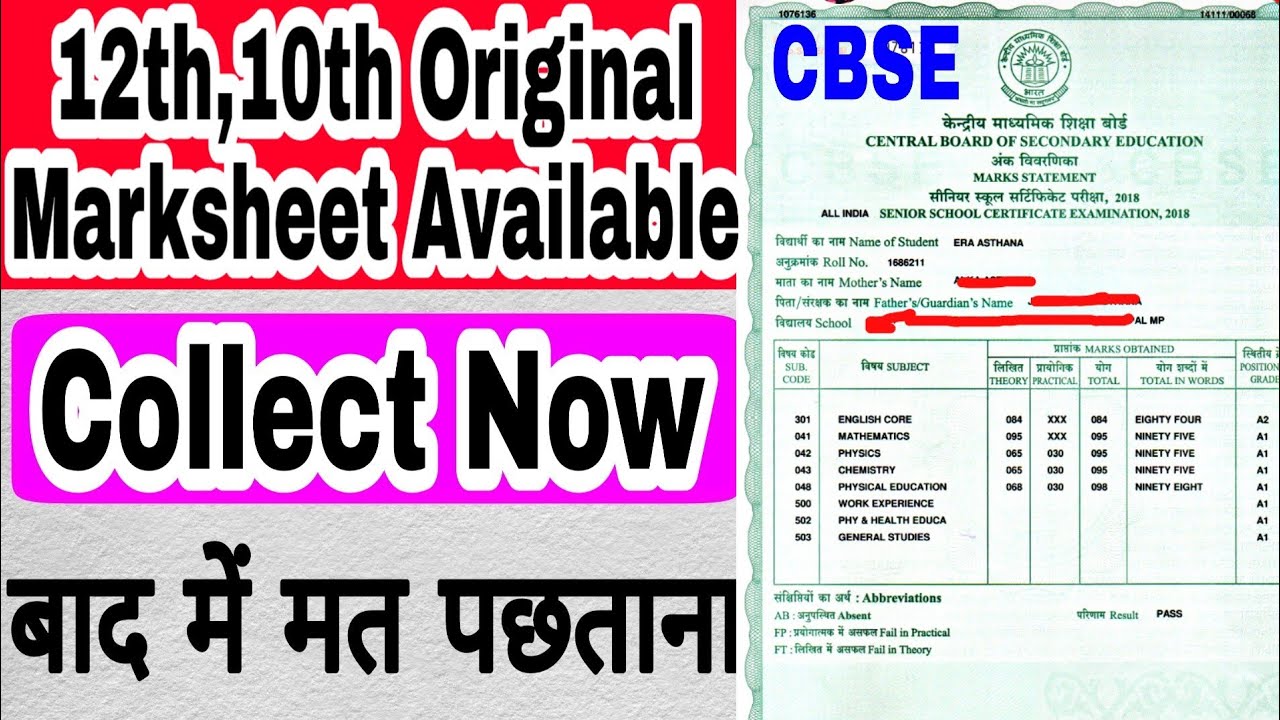 12th,10th Original
Marksheet Available
Collect Now
बाद में मत पछताना
1076136 14111/00068
CBSE
केन्द्रीय माध्यमिक शिक्षा बोर्ड
भारत
केन्द्रीय माध्यमिक शिक्षा बोर्ड
CENTRAL BOARD OF SECONDARY EDUCATION
अंक विवरणिका
MARKS STATEMENT
सीनियर स्कूल सर्टिफिकेट परीक्षा, 2018
ALL INDIA SENIOR SCHOOL CERTIFICATE EXAMINATION, 2018
विद्यार्थी का नाम Name of Student ERA ASTHANA
अनुक्रमांक Roll No. 1686211
माता का नाम Mother's Name
पिता/संरक्षक का नाम Father's/Guardian's Name
विद्यालय School AL MP
विषय कोड SUB. CODE विषय SUBJECT प्राप्तांक MARKS OBTAINED स्थितीय POSITION GRADE
लिखित THEORY प्रायोगिक PRACTICAL योग TOTAL योग शब्दों में TOTAL IN WORDS
301 ENGLISH CORE 084 XXX 084 EIGHTY FOUR A2
041 MATHEMATICS 095 XXX 095 NINETY FIVE A1
042 PHYSICS 065 030 095 NINETY FIVE A1
043 CHEMISTRY 065 030 095 NINETY FIVE A1
048 PHYSICAL EDUCATION 068 030 098 NINETY EIGHT A1
500 WORK EXPERIENCE A1
502 PHY & HEALTH EDUCA A1
503 GENERAL STUDIES A1
संक्षिप्तियों का अर्थ : Abbreviations
AB : अनुपस्थित Absent परिणाम Result PASS
FP : प्रयोगात्मक में असफल Fail in Practical
FT : लिखित में असफल Fail in Theory